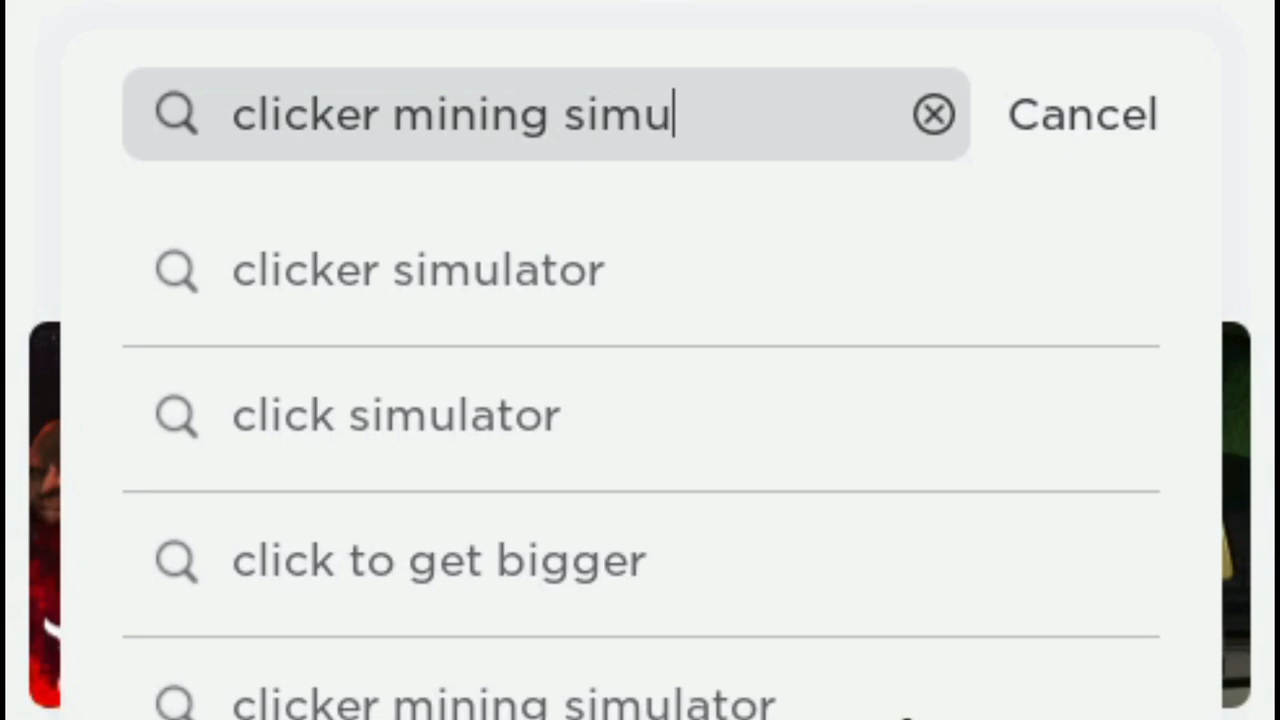 clicker mining simu
Cancel
clicker simulator
click simulator
click to get bigger
clicker mining simulator